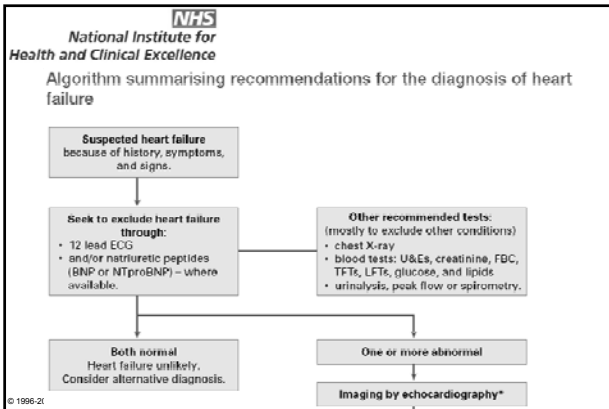 NHS
National Institute for
Health and Clinical Excellence
Algorithm summarising recommendations for the diagnosis of heart
failure
Suspected heart failure
because of history, symptoms,
and signs.
Seek to exclude heart failure
through:
• 12 lead ECG
• and/or natriuretic peptides
(BNP or NTproBNP) – where
available.
Other recommended tests:
(mostly to exclude other conditions)
• chest X-ray
• blood tests: U&Es, creatinine, FBC,
TFTs, LFTs, glucose, and lipids
• urinalysis, peak flow or spirometry.
Both normal
Heart failure unlikely.
Consider alternative diagnosis.
One or more abnormal
Imaging by echocardiography*
© 1996-20